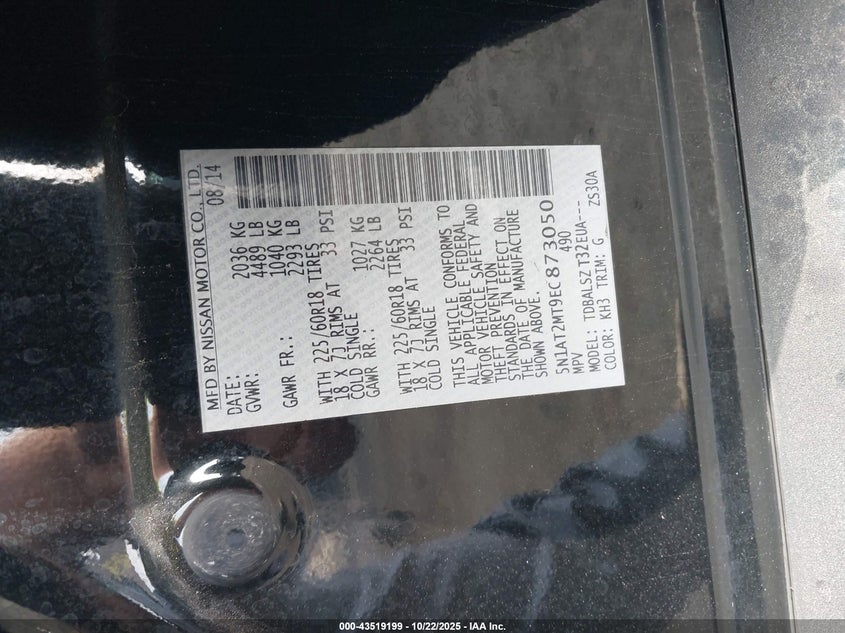 MFD BY NISSAN MOTOR CO., LTD.
DATE: 08/14
GVWR: 2036 KG
4489 LB
GAWR FR.: 1040 KG
2293 LB
WITH 225/60R18 TIRES
18 X 7J RIMS AT 33 PSI
COLD SINGLE
GAWR RR.: 1027 KG
2264 LB
WITH 225/60R18 TIRES
18 X 7J RIMS AT 33 PSI
COLD SINGLE
THIS VEHICLE CONFORMS TO
ALL APPLICABLE FEDERAL
MOTOR VEHICLE SAFETY AND
THEFT PREVENTION
STANDARDS IN EFFECT ON
THE DATE OF MANUFACTURE
SHOWN ABOVE.
5N1AT2MT9EC873050
MPV 490
MODEL: TDBALSZ T32EUA---
COLOR: KH3 TRIM: G ZS30A
000-43519199 - 10/22/2025 - IAA Inc.